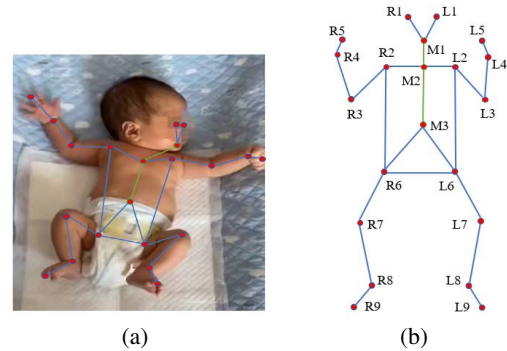 R1 L1
R5 L5
R4 R2 M1 L2 L4
M2
R3 L3
M3
R6 L6
R7 L7
R8 L8
R9 L9
(a) (b)